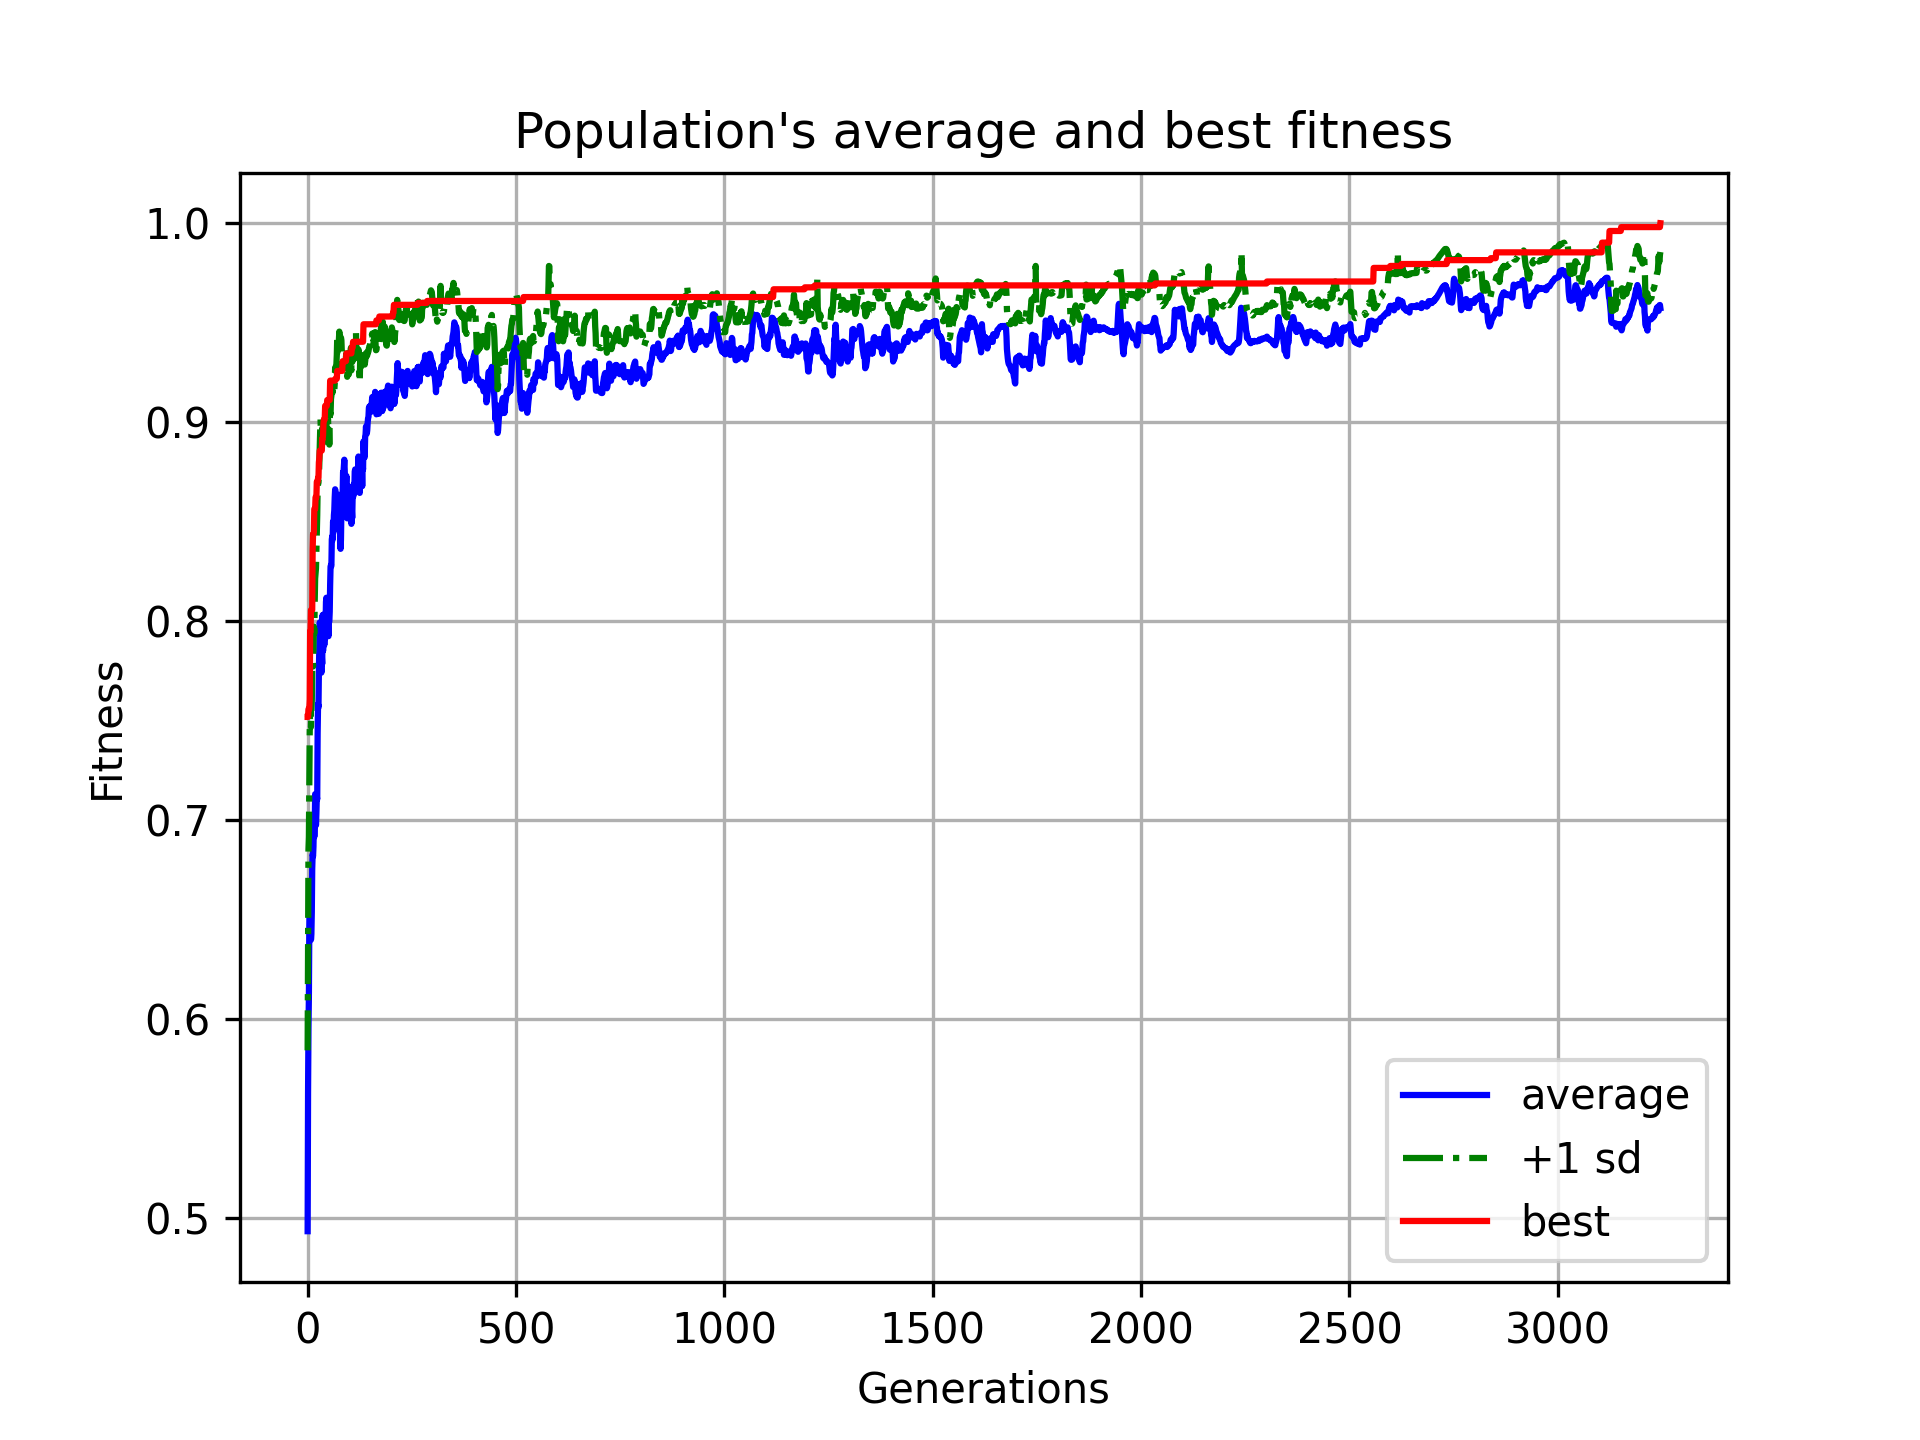 Population's average and best fitness
1.0
0.9
0.8
0.7
0.6
0.5
Fitness
0 500 1000 1500 2000 2500 3000
Generations
average
+1 sd
best